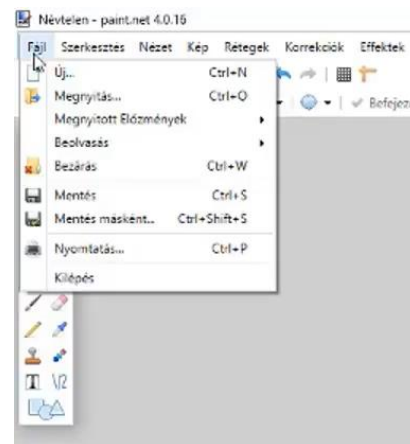 Névtelen - paint.net 4.0.16
Fájl Szerkesztés Nézet Kép Rétegek Korrekciók Effektek
Új... Ctrl+N
Megnyitás... Ctrl+O
Befejez
Megnyitott Előzmények
Beolvasás
Bezárás Ctrl+W
Mentés Ctrl+S
Mentés másként... Ctrl+Shift+S
Nyomtatás... Ctrl+P
Kilépés
T